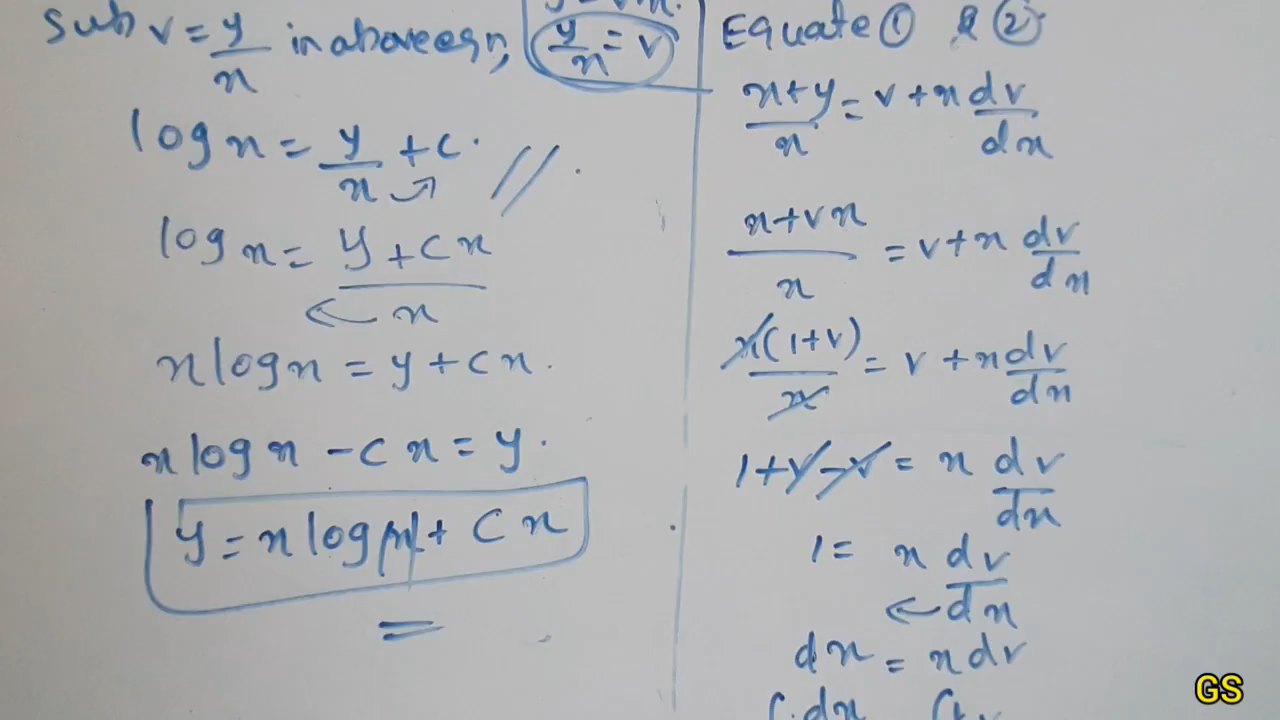 Sub v = y/x in above eqn,
y/x = v
log x = y/x + c.
log x = y + cx / x
x log x = y + cx.
x log x - cx = y.
y = x log|x| + cx
Equate ① & ②
x+y/x = v + x dv/dx
x+vx/x = v + x dv/dx
x(1+v)/x = v + x dv/dx
1+v-v = x dv/dx
1 = x dv/dx
dx = x dv
GS